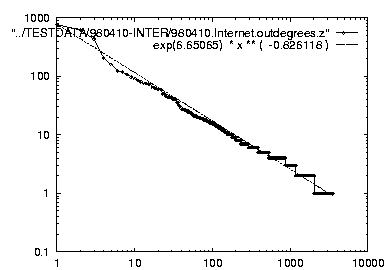 1000
"../TESTDATA/980410-INTER/980410.Internet.outdegrees.z"
exp(6.65065) * x ** ( -0.826118 )
100
10
1
0.1
1 10 100 1000 10000